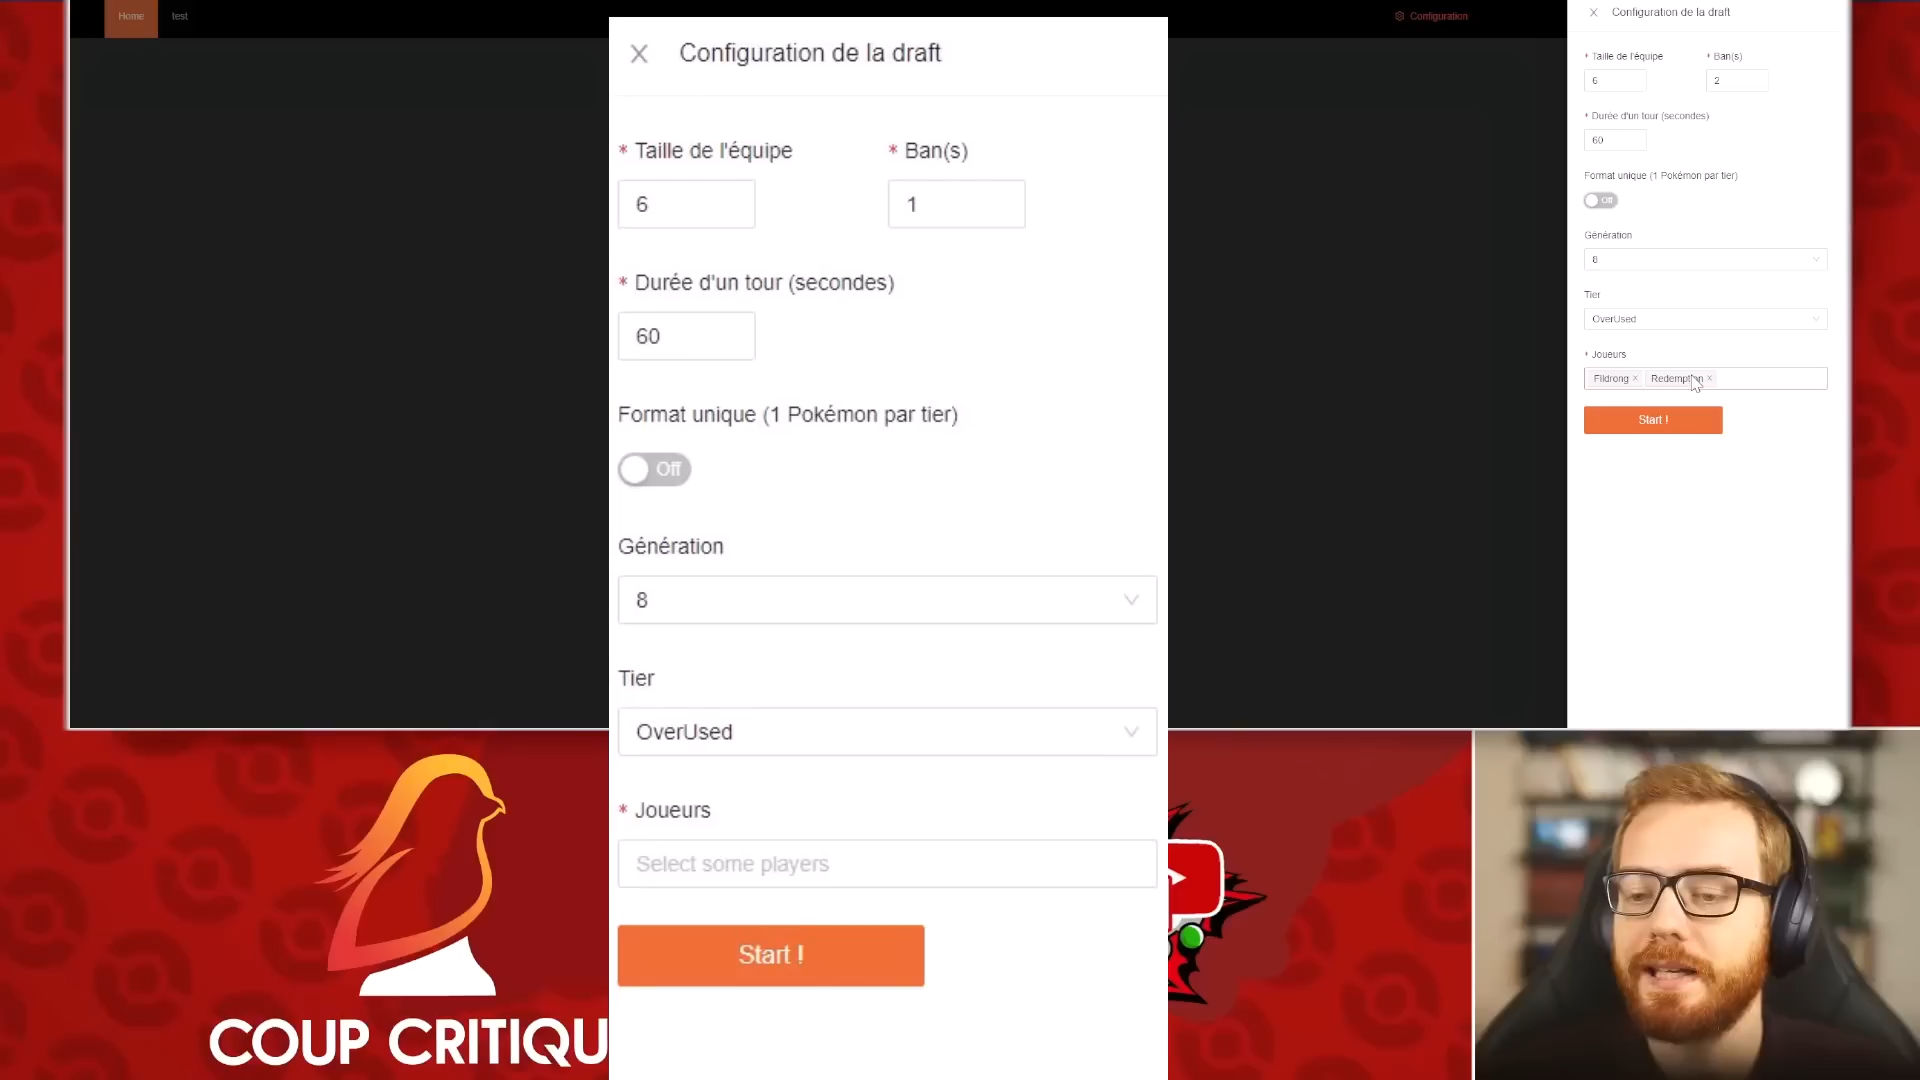 Home
test
Configuration
Configuration de la draft
* Taille de l'équipe
* Ban(s)
6
1
* Durée d'un tour (secondes)
60
Format unique (1 Pokémon par tier)
Off
Génération
8
Tier
OverUsed
* Joueurs
Select some players
Start !
Configuration de la draft
* Taille de l'équipe
* Ban(s)
6
2
* Durée d'un tour (secondes)
60
Format unique (1 Pokémon par tier)
Off
Génération
8
Tier
OverUsed
* Joueurs
Fildrong
Redemption
Start !
COUP CRITIQU